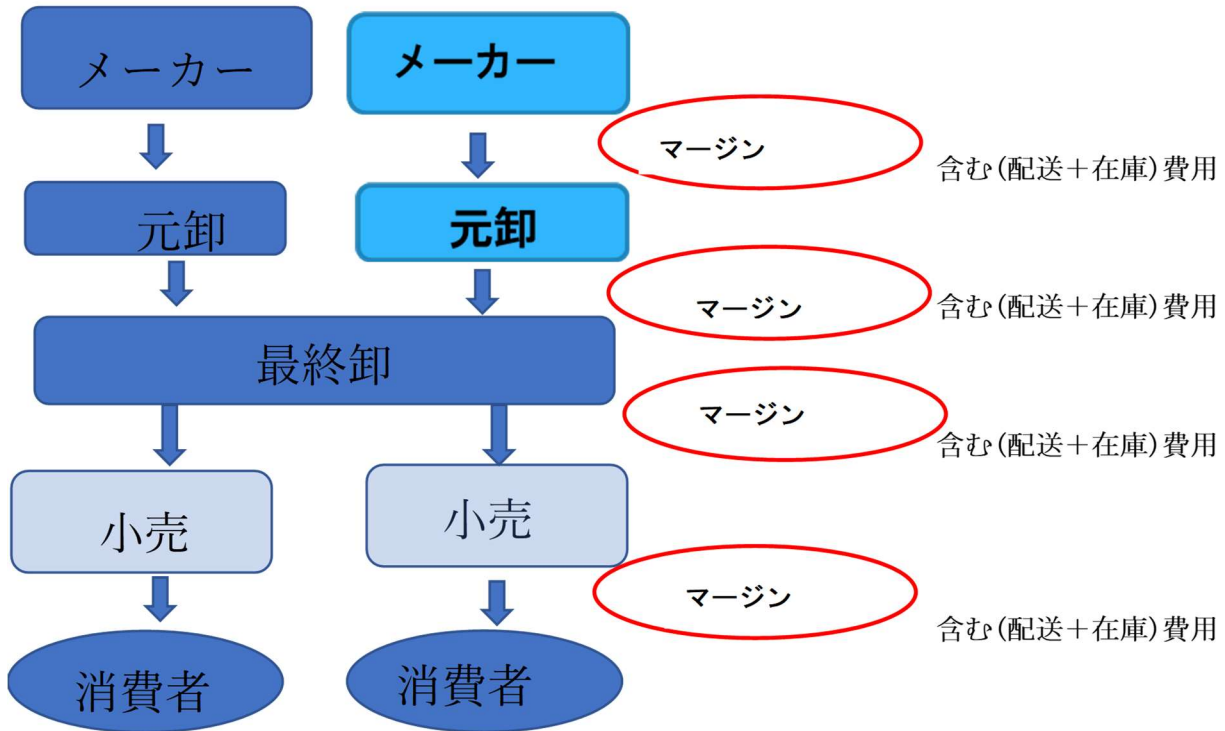 メーカー
メーカー
マージン
含む(配送＋在庫)費用
元卸
元卸
マージン
含む(配送＋在庫)費用
最終卸
マージン
含む(配送＋在庫)費用
小売
小売
マージン
含む(配送＋在庫)費用
消費者
消費者